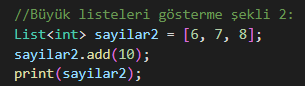 //Büyük listeleri gösterme şekli 2:
List<int> sayilar2 = [6, 7, 8];
sayilar2.add(10);
print(sayilar2);